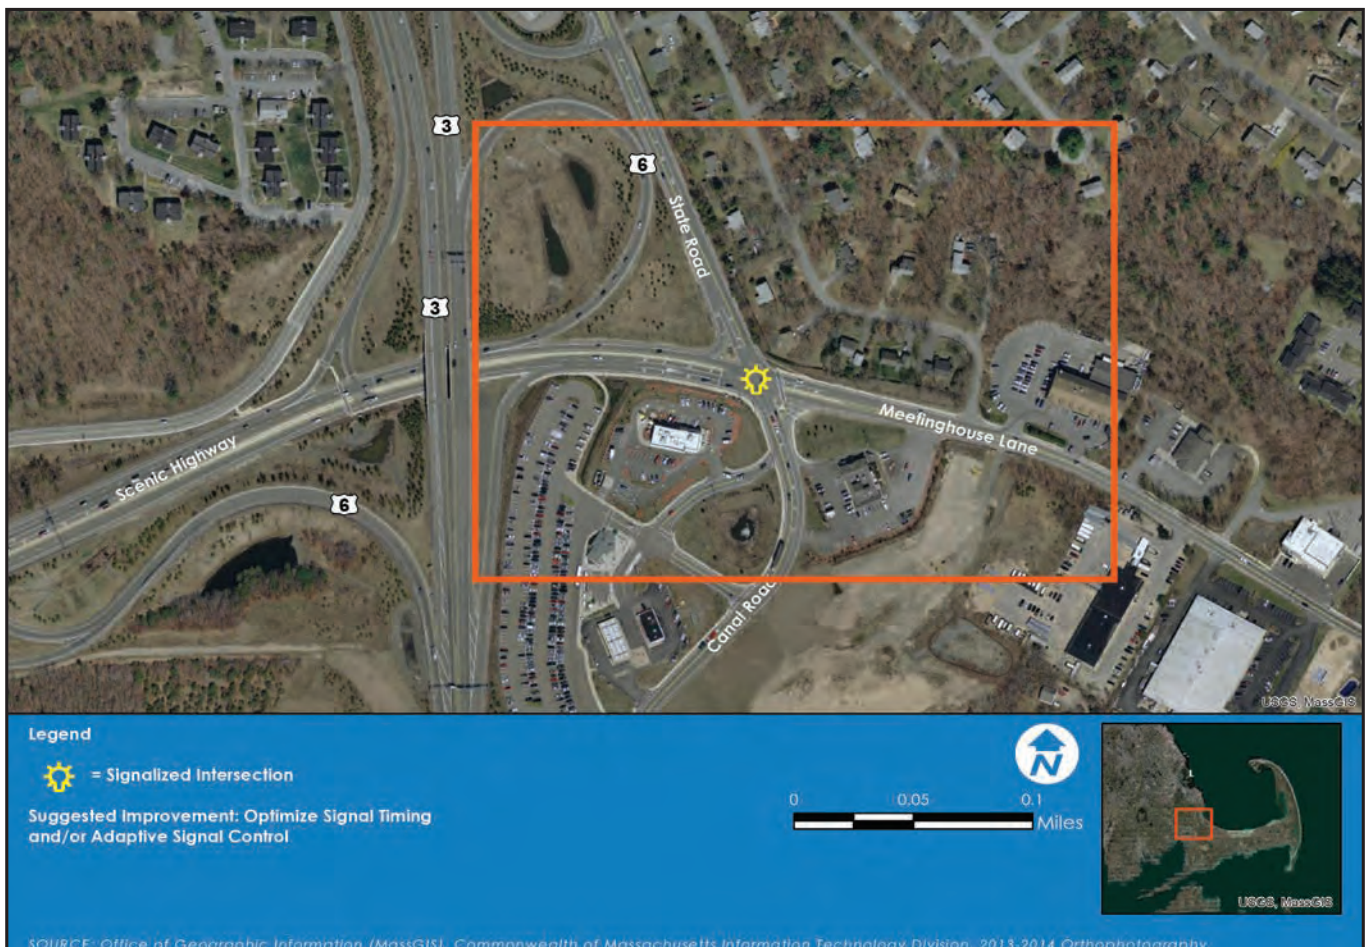 3
6
State Road
3
Meetinghouse Lane
Scenic Highway
6
Canal Road
USGS, MassGIS
Legend
= Signalized Intersection
Suggested Improvement: Optimize Signal Timing
and/or Adaptive Signal Control
N
0 0.05 0.1
Miles
USGS, MassGIS
SOURCE: Office of Geographic Information (MassGIS), Commonwealth of Massachusetts Information Technology Division, 2013-2014 Orthophotography